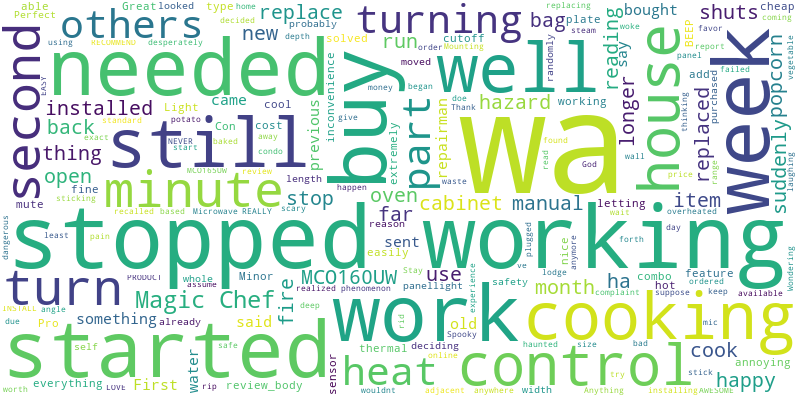 able type Great looked
others
turning
bag plate
shuts
cheap
home decided
replace
solved cutoff
bought
coming
Perfect
probably
new
depth order Mounting
reading
say
BEEP
favor
using RECOMMEND desperately
run
moved
randomly
add
report
second
EASY
needed
well
house
week
woke
panel
failed
steam
money began
installed
came
cool
buy
part
hazard
working
longer
replaced
purchased
popcorn
vegetable
potato
Light
previous
inconvenience
doe
Thank
standard
back
NEVER
Con
cost
give
extremely
repairman
thinking
suddenly
exact
start
baked
away
still
wa
God
found
wall
laughing
thing
MCO165UW
condo
read
price
range
open
sticking
review
length
oven
waste
letting
item
mute
fine
minute
stop
happen
cabinet
manual
wait
overheated
dangerous
recalled based
Microwave REALLY
scary
reason
far
sent
easily
day
stopped
working
plugged
nice
anymore
forth
Wondering
least
pain
whole
Minor
Stay
ve
lodge
combo
feature
ordered
available
turn
PRODUCT
phenomenon
realized
assume
MCO160UW
use
experience
month
ha
hot
suppose
keep
Magic Chef
fire
panellight
safety
complaint
INSTALL
angle
deep
work
cooking
due
Pro
something
already
said
rid
old
Spooky
size
mic
started
self
safe
water
thermal
deciding
haunted
bad
cook
annoying
stick
heat
control
online
try
worth
everything
LOVE
First
rip
review_body
sensor
wouldnt
width
adjacent
anywhere
Anything
installing
AWESOME
happy
replacing